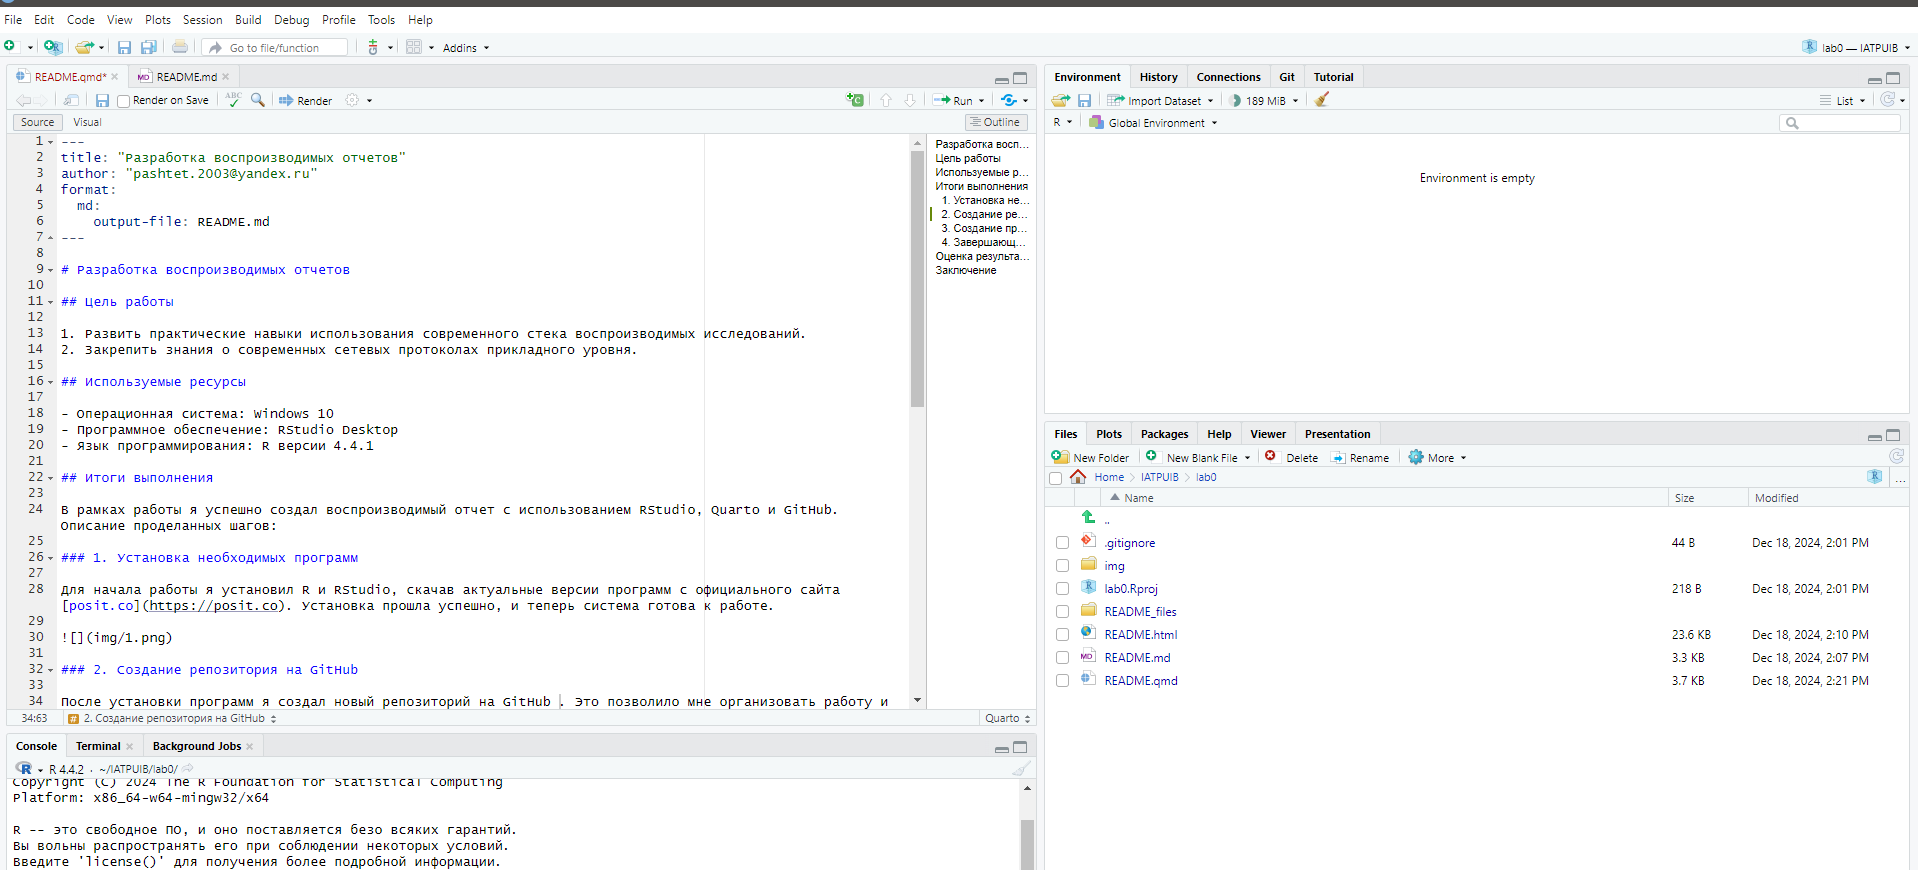 File Edit Code View Plots Session Build Debug Profile Tools Help
Go to file/function Addins lab0 — IATPUIB
README.qmd* README.md
Render on Save ABC Render Run
Source Visual Outline
1 ---
2 title: "Разработка воспроизводимых отчетов"
3 author: "pashtet.2003@yandex.ru"
4 format:
5 md:
6 output-file: README.md
7 ---
8
9 # Разработка воспроизводимых отчетов
10
11 ## Цель работы
12
13 1. Развить практические навыки использования современного стека воспроизводимых исследований.
14 2. Закрепить знания о современных сетевых протоколах прикладного уровня.
15
16 ## Используемые ресурсы
17
18 - Операционная система: Windows 10
19 - Программное обеспечение: RStudio Desktop
20 - Язык программирования: R версии 4.4.1
21
22 ## Итоги выполнения
23
24 В рамках работы я успешно создал воспроизводимый отчет с использованием RStudio, Quarto и GitHub.
Описание проделанных шагов:
25
26 ### 1. Установка необходимых программ
27
28 Для начала работы я установил R и RStudio, скачав актуальные версии программ с официального сайта
[posit.co](https://posit.co). Установка прошла успешно, и теперь система готова к работе.
29
30 ![](img/1.png)
31
32 ### 2. Создание репозитория на GitHub
33
34 После установки программ я создал новый репозиторий на GitHub . Это позволило мне организовать работу и
34:63 # 2. Создание репозитория на GitHub Quarto
Разработка восп...
Цель работы
Используемые р...
Итоги выполнения
1. Установка не...
2. Создание ре...
3. Создание пр...
4. Завершающ...
Оценка результа...
Заключение
Console Terminal Background Jobs
R R 4.4.2 · ~/IATPUIB/lab0/
Copyright (C) 2024 The R Foundation for Statistical Computing
Platform: x86_64-w64-mingw32/x64
R -- это свободное ПО, и оно поставляется безо всяких гарантий.
Вы вольны распространять его при соблюдении некоторых условий.
Введите 'license()' для получения более подробной информации.
Environment History Connections Git Tutorial
Import Dataset 189 MiB List
R Global Environment
Environment is empty
Files Plots Packages Help Viewer Presentation
New Folder New Blank File Delete Rename More
Home IATPUIB lab0 ...
Name Size Modified
..
.gitignore 44 B Dec 18, 2024, 2:01 PM
img
lab0.Rproj 218 B Dec 18, 2024, 2:01 PM
README_files
README.html 23.6 KB Dec 18, 2024, 2:10 PM
README.md 3.3 KB Dec 18, 2024, 2:07 PM
README.qmd 3.7 KB Dec 18, 2024, 2:21 PM